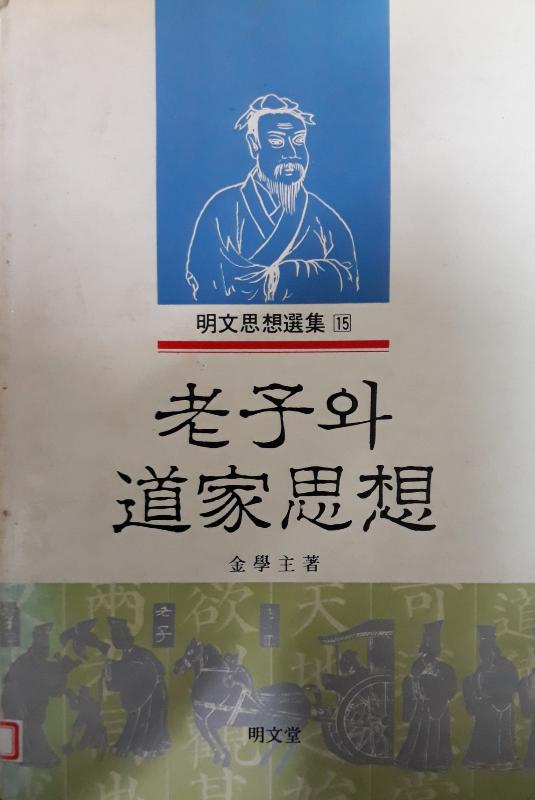 明文思想選集 15
老子와
道家思想
金學主著
老子
明文堂